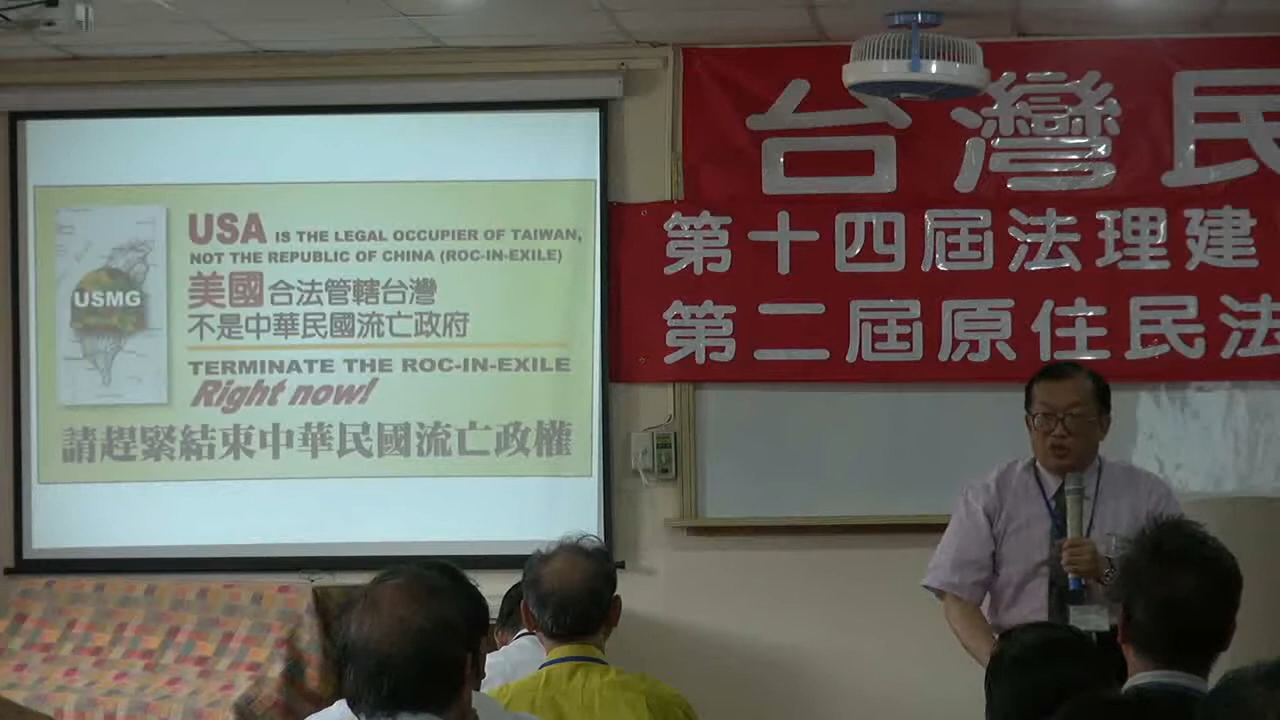 USMG
USA IS THE LEGAL OCCUPIER OF TAIWAN,
NOT THE REPUBLIC OF CHINA (ROC-IN-EXILE)
美國合法管轄台灣
不是中華民國流亡政府
TERMINATE THE ROC-IN-EXILE
Right now!
請趕緊結束中華民國流亡政權
台灣民
第十四屆法理建
第二屆原住民法